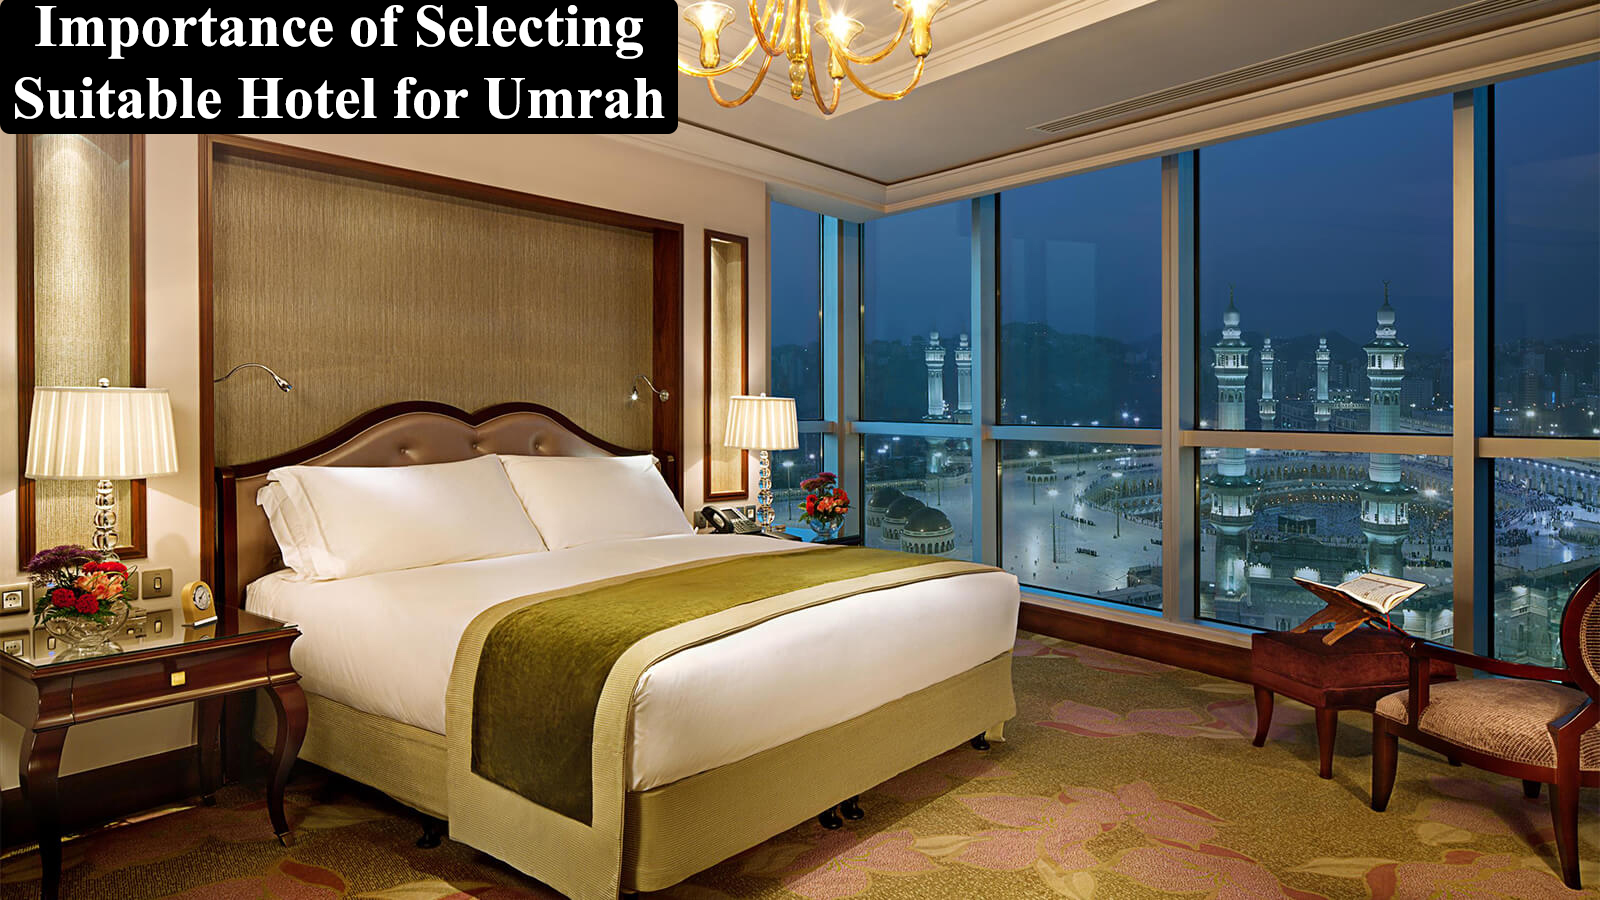 Importance of Selecting
Suitable Hotel for Umrah